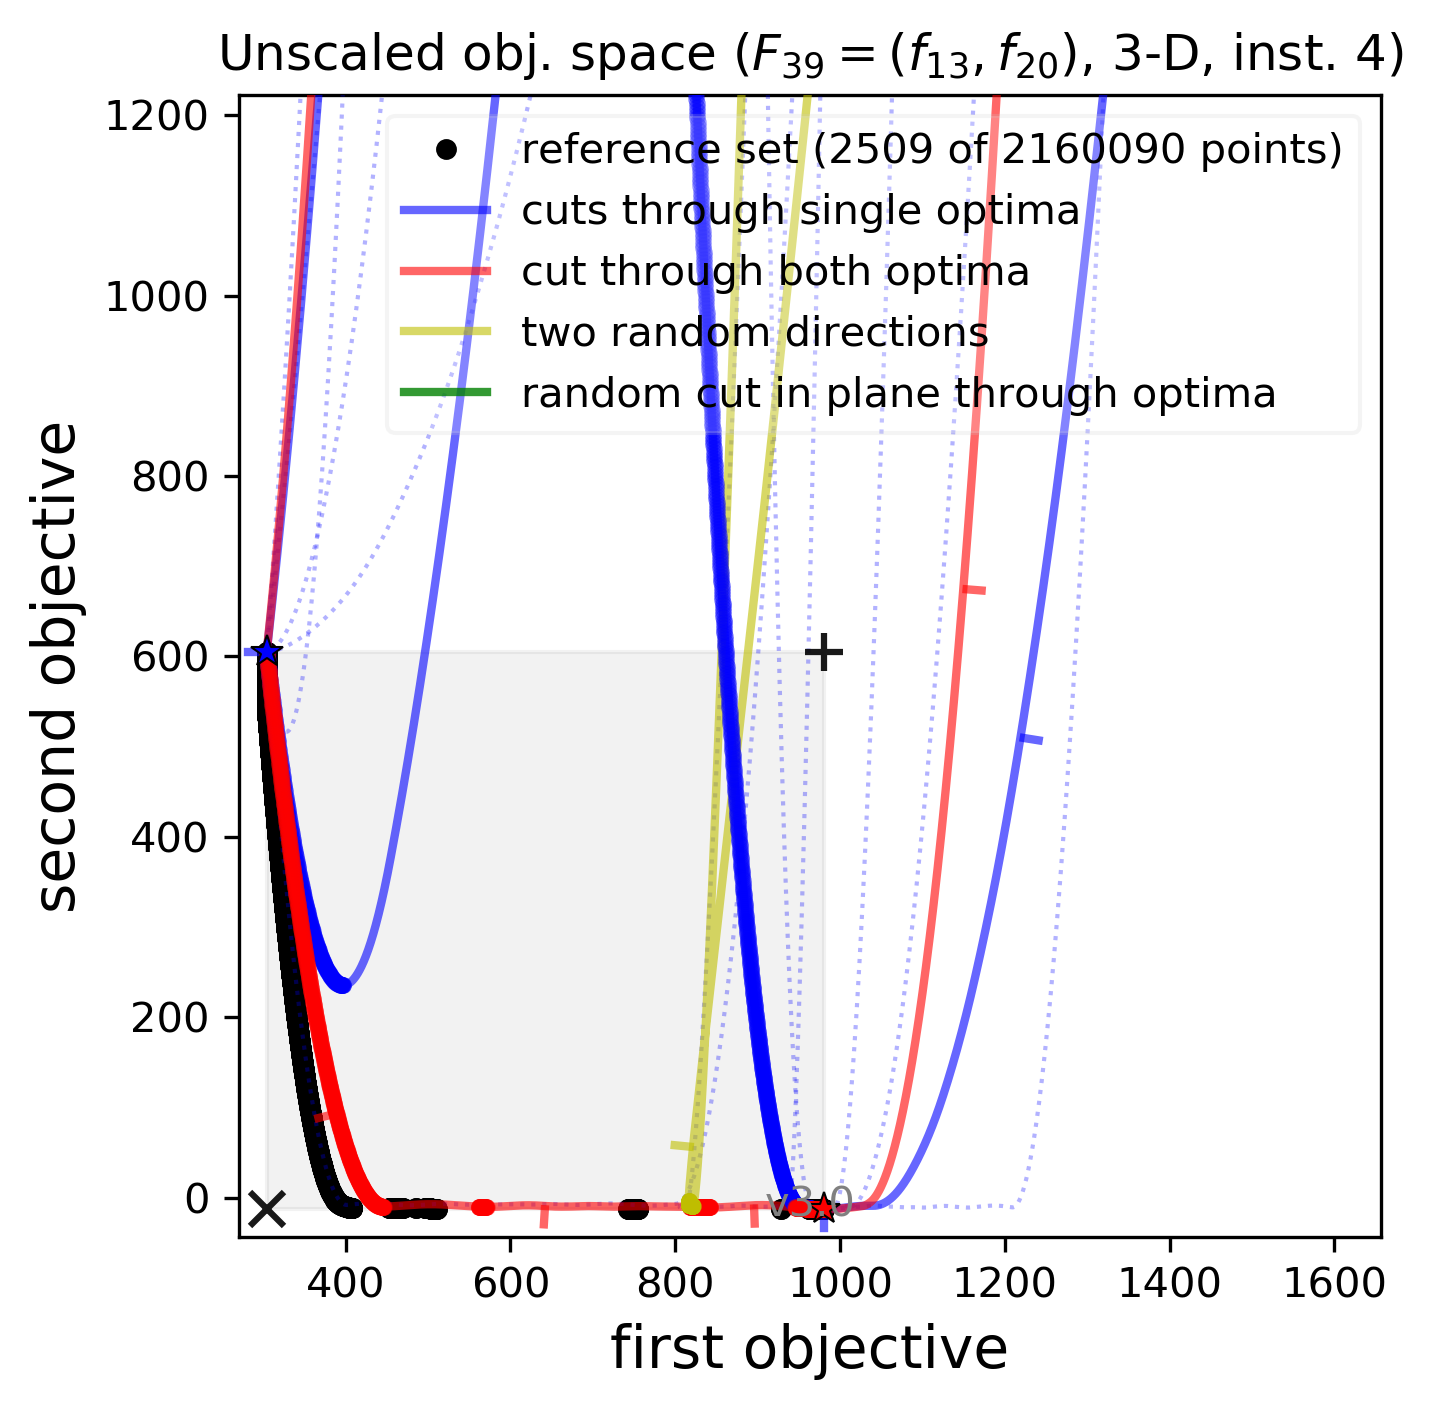 Unscaled obj. space (F₃₉ = (f₁₃, f₂₀), 3-D, inst. 4)
reference set (2509 of 2160090 points)
cuts through single optima
cut through both optima
two random directions
random cut in plane through optima
second objective
1200
1000
800
600
400
200
0
v3.0
400 600 800 1000 1200 1400 1600
first objective